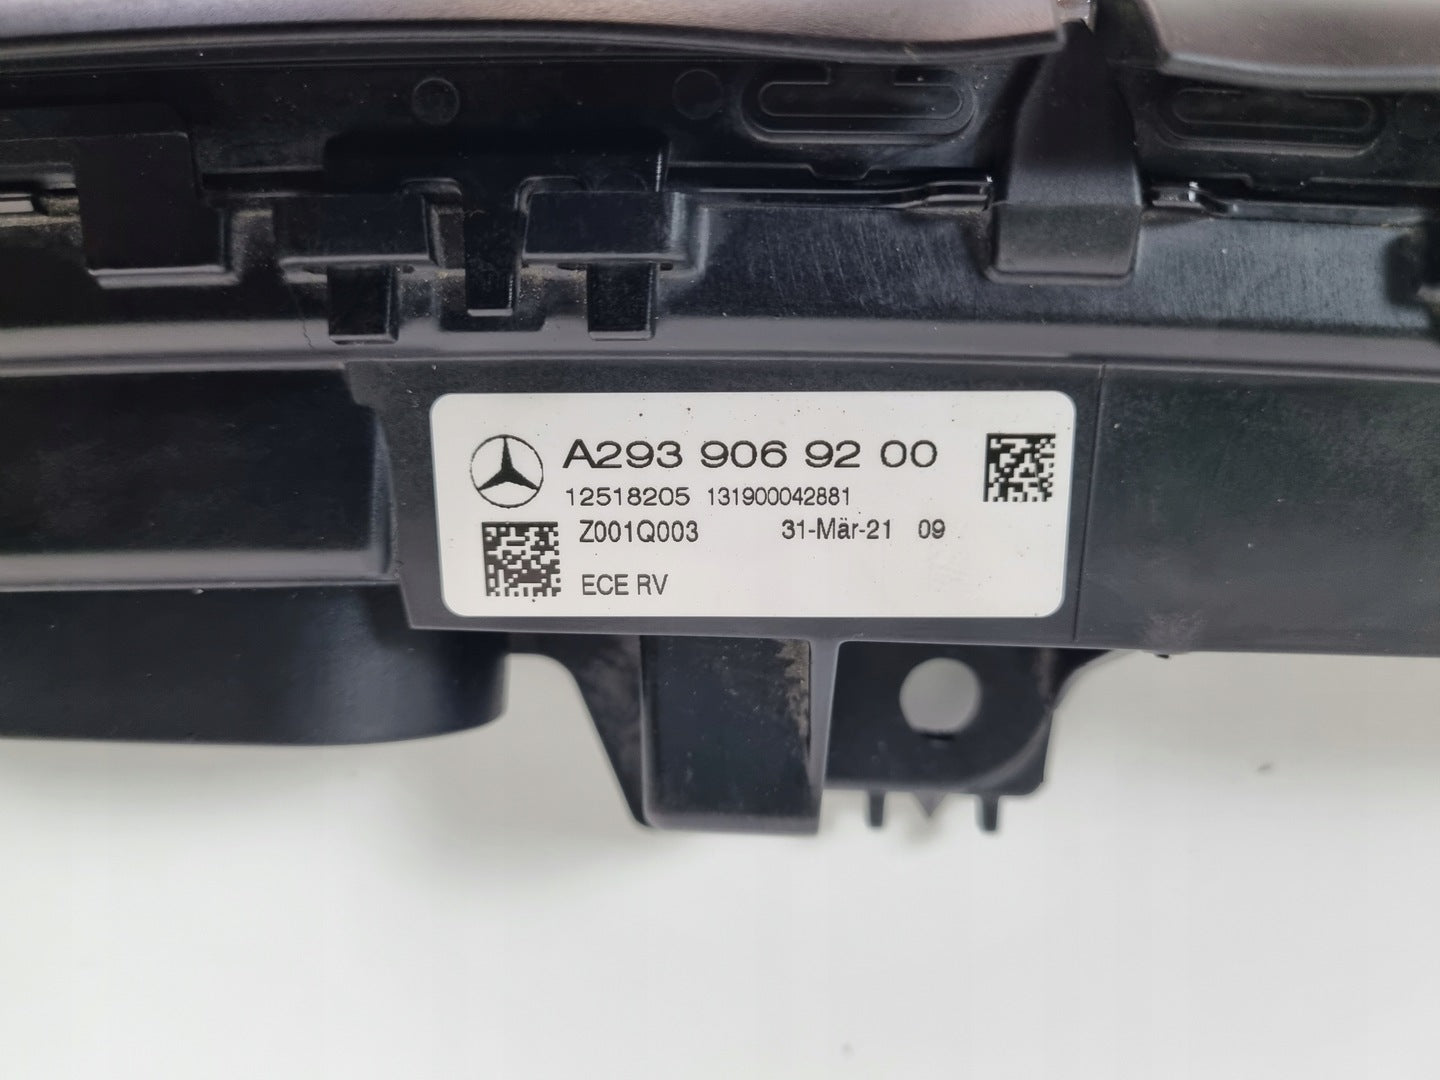 A293 906 92 00
12518205 131900042881
Z001Q003 31-Mär-21 09
ECE RV